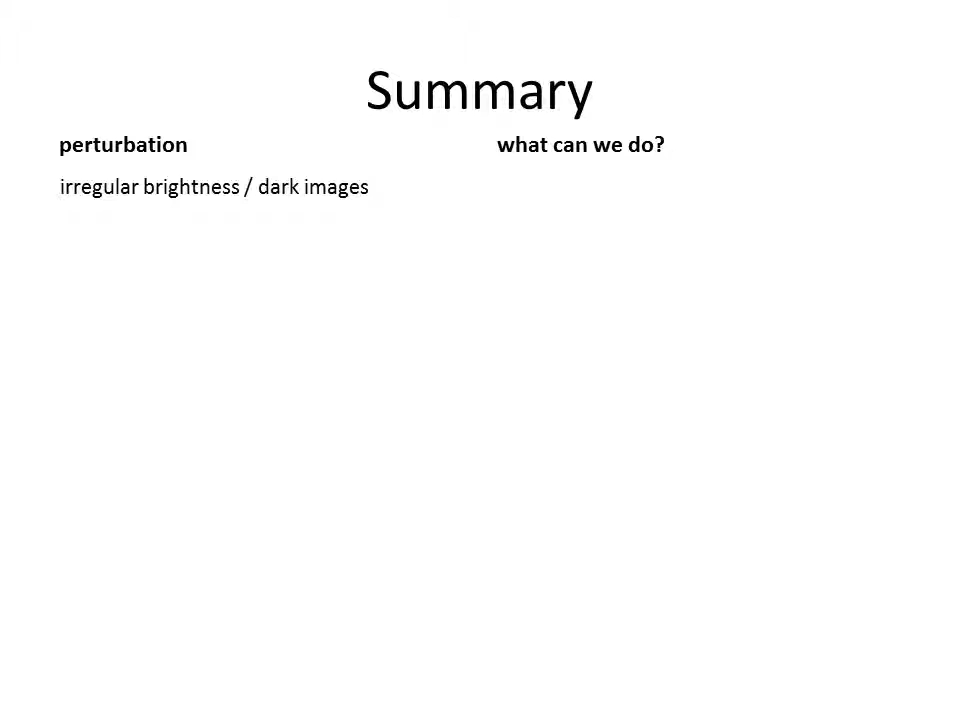 Summary
perturbation what can we do?
irregular brightness / dark images